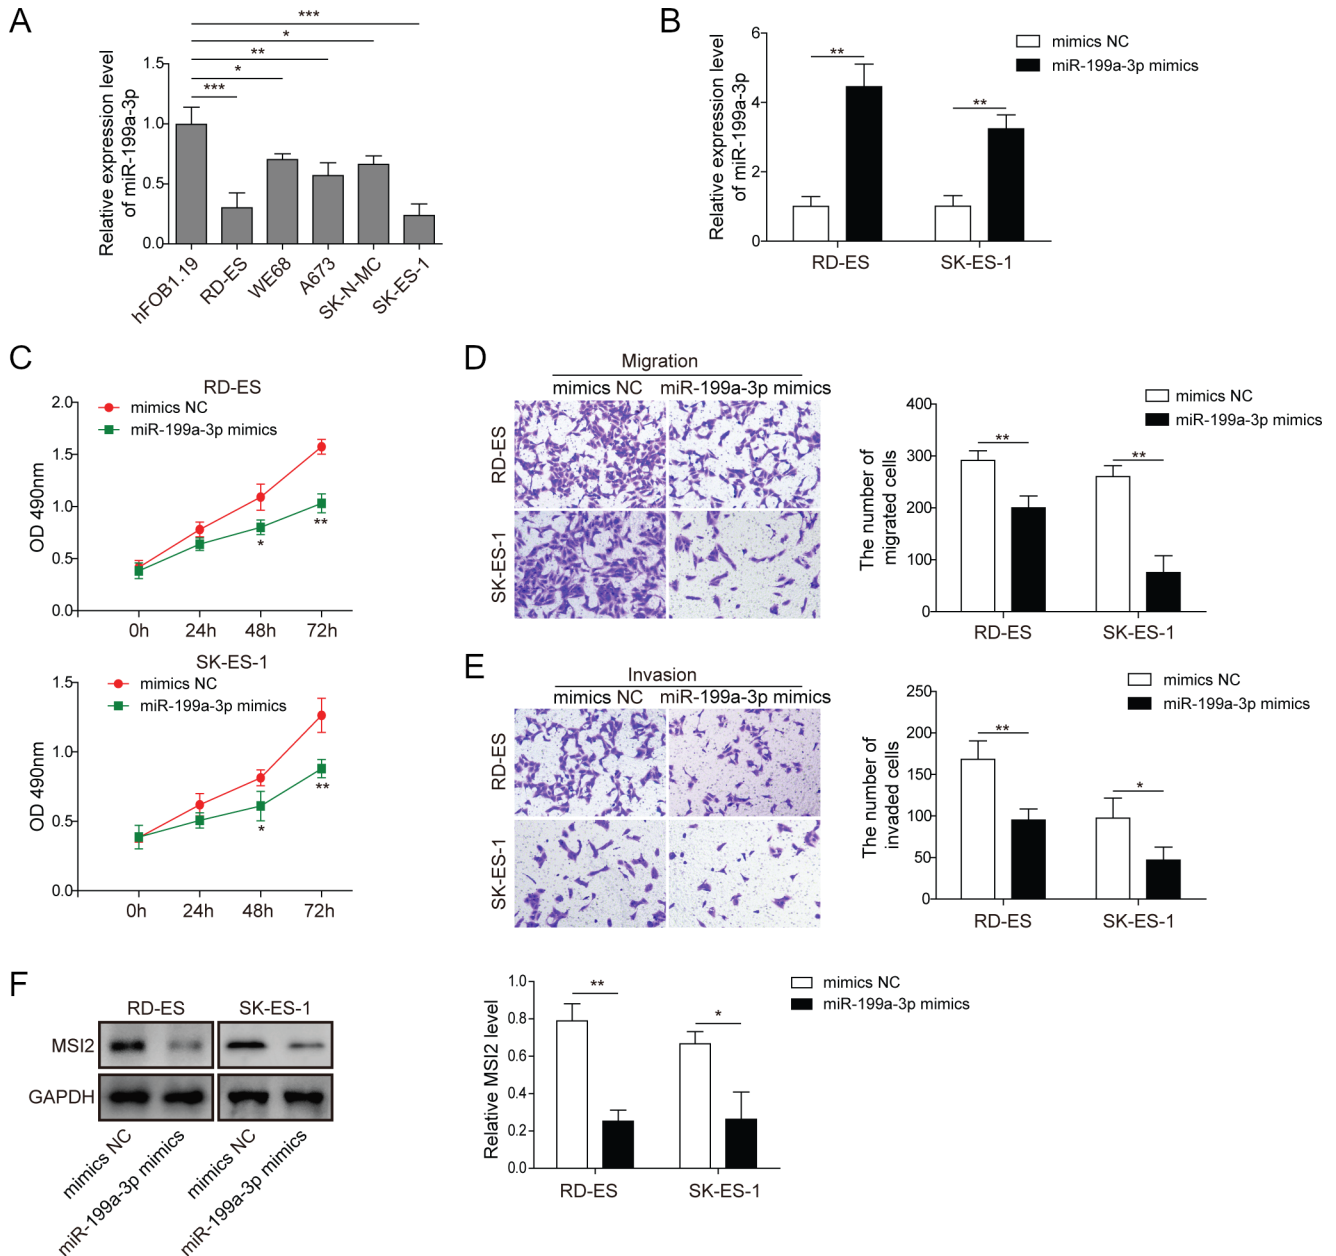 A
***
*
**
*
***
Relative expression level
of miR-199a-3p
1.5
1.0
0.5
0.0
hFOB1.19
RD-ES
WE68
A673
SK-N-MC
SK-ES-1
B
mimics NC
miR-199a-3p mimics
Relative expression level
of miR-199a-3p
6
4
2
0
**
**
RD-ES
SK-ES-1
C
RD-ES
mimics NC
miR-199a-3p mimics
OD 490nm
2.0
1.5
1.0
0.5
0.0
*
**
0h
24h
48h
72h
SK-ES-1
mimics NC
miR-199a-3p mimics
OD 490nm
1.5
1.0
0.5
0.0
*
**
0h
24h
48h
72h
D
Migration
mimics NC
miR-199a-3p mimics
RD-ES
SK-ES-1
mimics NC
miR-199a-3p mimics
The number of
migrated cells
400
300
200
100
0
**
**
RD-ES
SK-ES-1
E
Invasion
mimics NC
miR-199a-3p mimics
RD-ES
SK-ES-1
mimics NC
miR-199a-3p mimics
The number of
invaded cells
250
200
150
100
50
0
**
*
RD-ES
SK-ES-1
F
RD-ES
SK-ES-1
MSI2
GAPDH
mimics NC
miR-199a-3p mimics
mimics NC
miR-199a-3p mimics
mimics NC
miR-199a-3p mimics
Relative MSI2 level
1.0
0.8
0.6
0.4
0.2
0.0
**
*
RD-ES
SK-ES-1